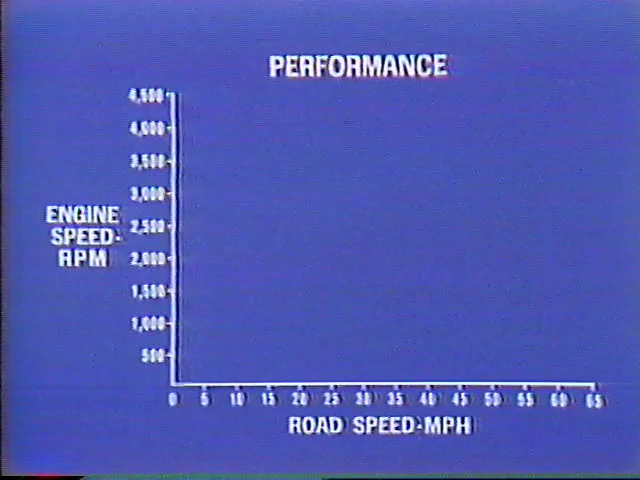 PERFORMANCE
4,500
4,000
3,500
3,000
ENGINE
SPEED-
RPM
2,500
2,000
1,500
1,000
500
0 5 10 15 20 25 30 35 40 45 50 55 60 65
ROAD SPEED-MPH